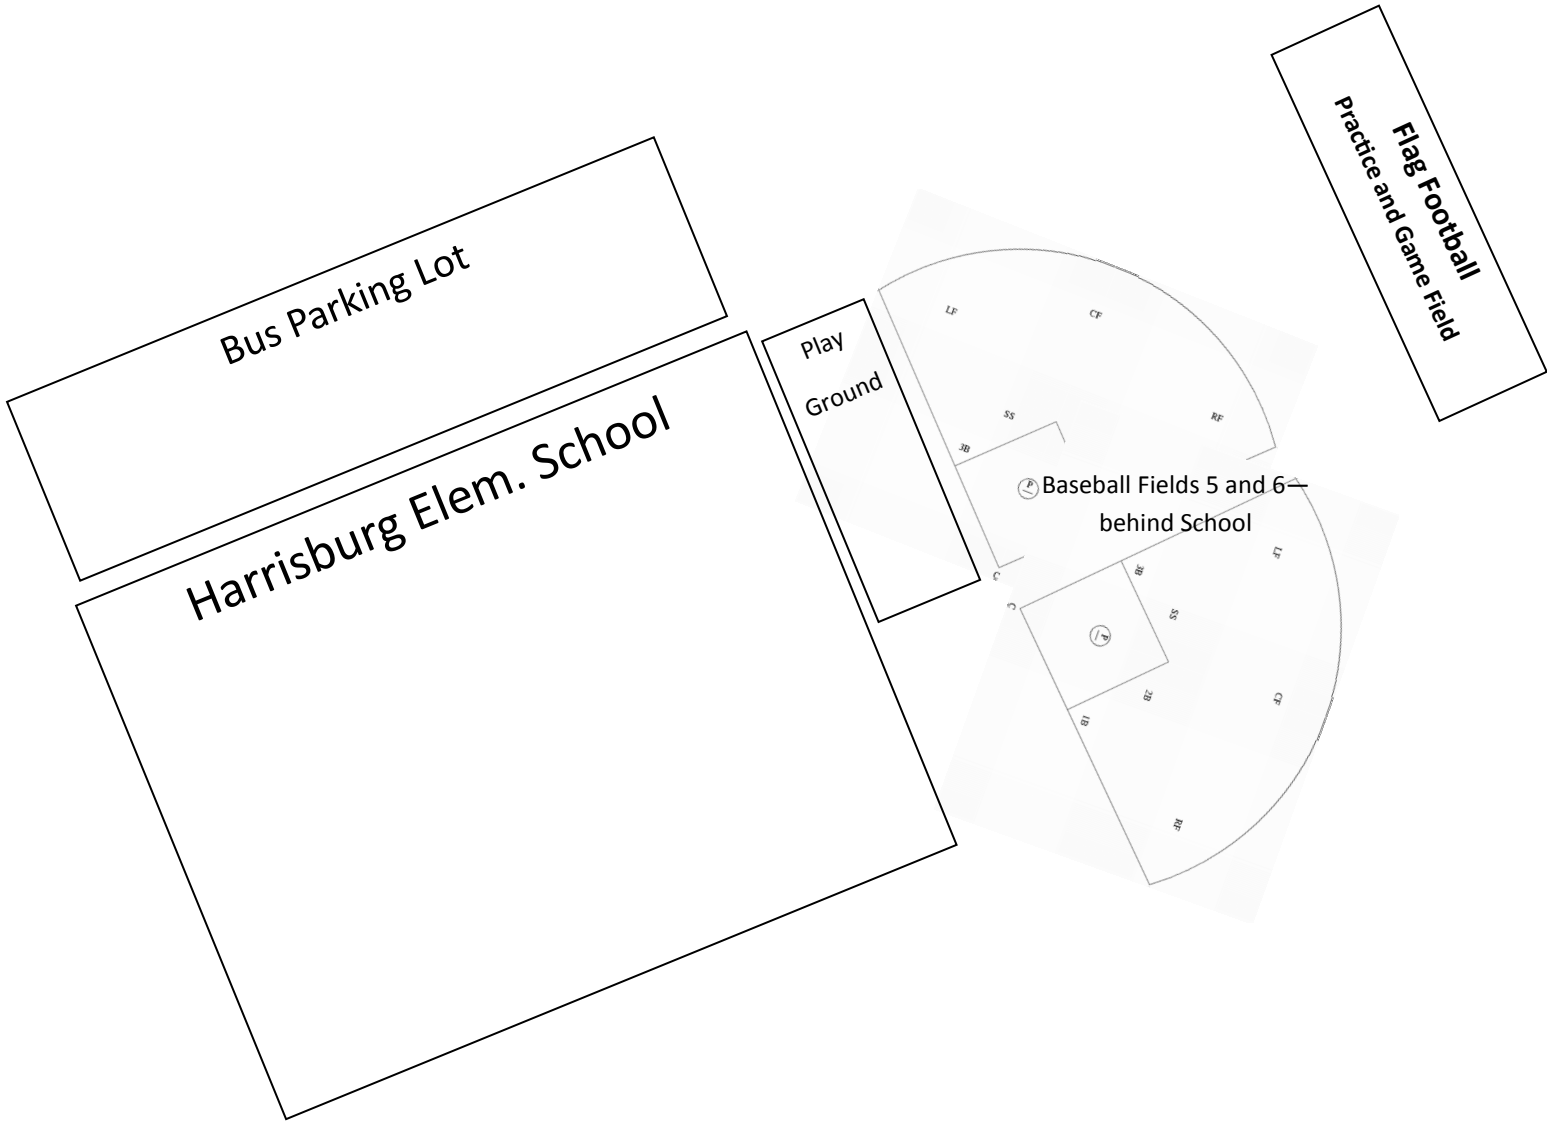 Flag Football
Practice and Game Field
Bus Parking Lot
Harrisburg Elem. School
Play
Ground
LF
CF
RF
SS
3B
P
C
Baseball Fields 5 and 6—
behind School
C
P
3B
LF
SS
2B
1B
CF
RF